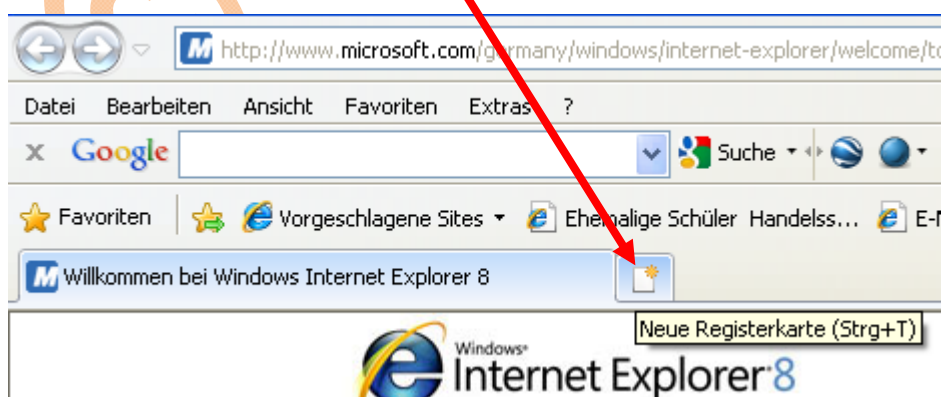 http://www.microsoft.com/germany/windows/internet-explorer/welcome/
Datei Bearbeiten Ansicht Favoriten Extras ?
x Google Suche
Favoriten Vorgeschlagene Sites Ehemalige Schüler Handelss...
Willkommen bei Windows Internet Explorer 8
Neue Registerkarte (Strg+T)
Windows
Internet Explorer 8